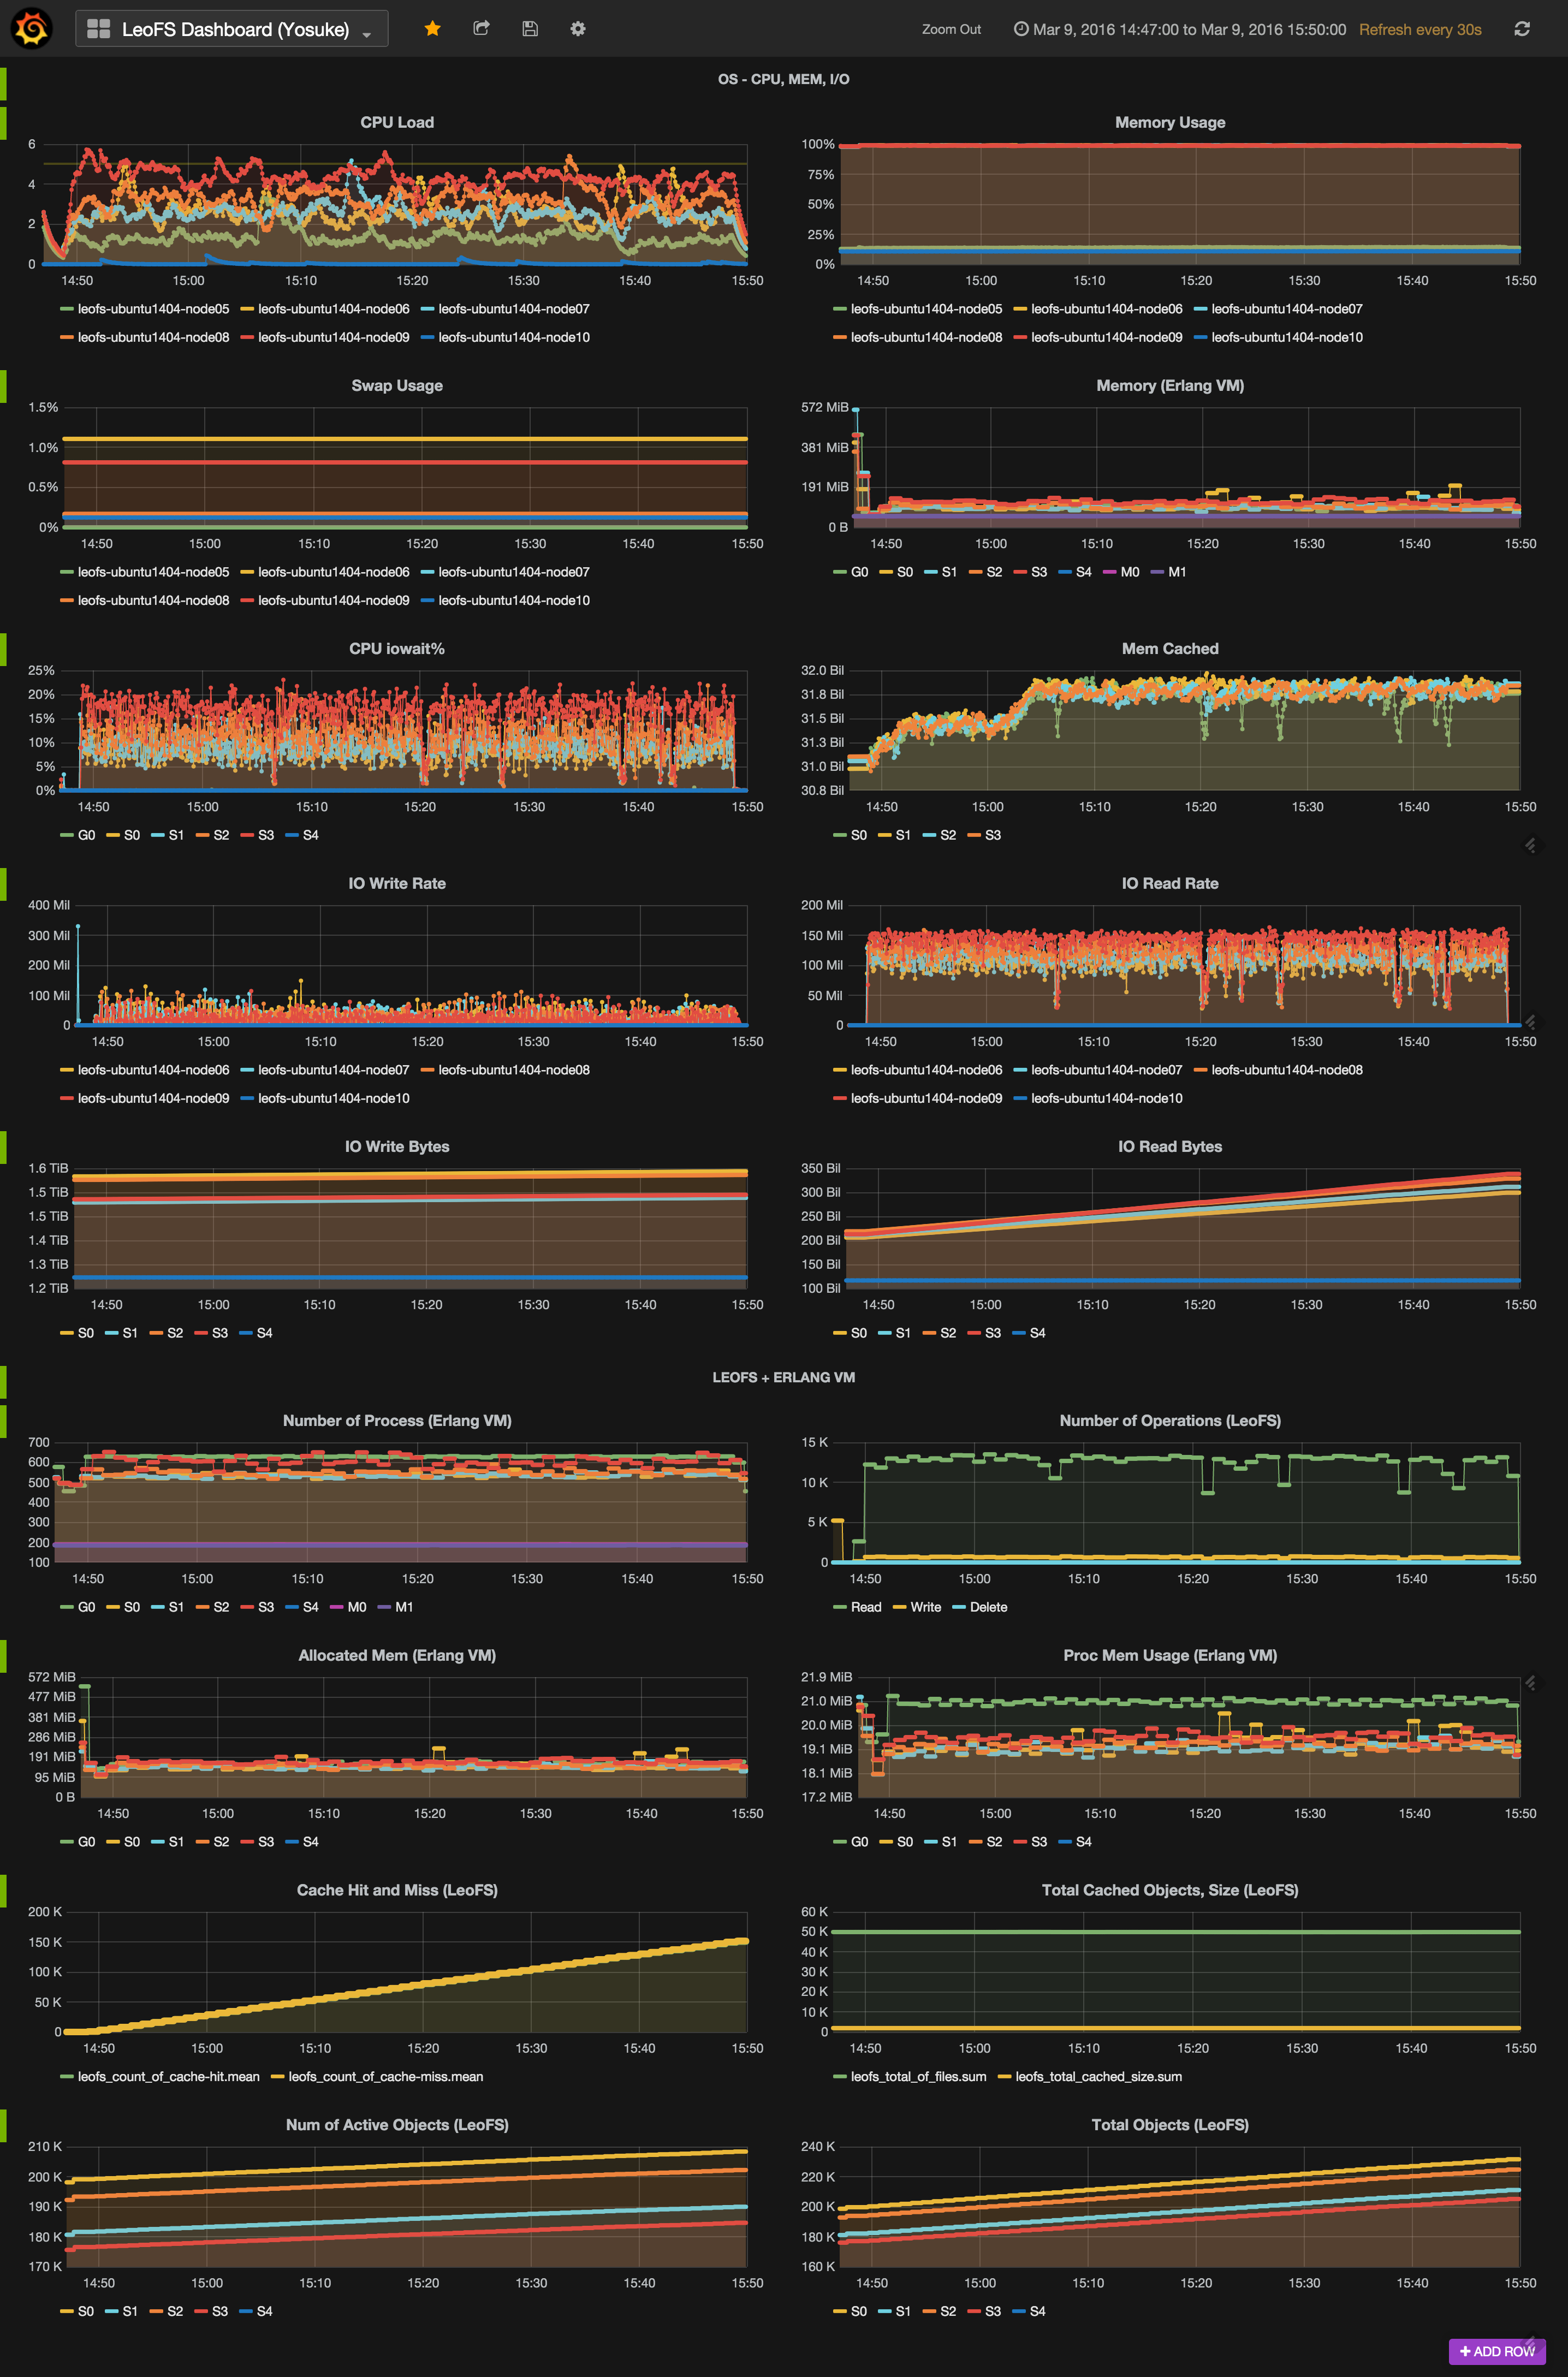 LeoFS Dashboard (Yosuke)
Zoom Out
Mar 9, 2016 14:47:00 to Mar 9, 2016 15:50:00 Refresh every 30s
OS - CPU, MEM, I/O
CPU Load
6
4
2
0
14:50 15:00 15:10 15:20 15:30 15:40 15:50
leofs-ubuntu1404-node05 leofs-ubuntu1404-node06 leofs-ubuntu1404-node07
leofs-ubuntu1404-node08 leofs-ubuntu1404-node09 leofs-ubuntu1404-node10
Memory Usage
100%
75%
50%
25%
0%
14:50 15:00 15:10 15:20 15:30 15:40 15:50
leofs-ubuntu1404-node05 leofs-ubuntu1404-node06 leofs-ubuntu1404-node07
leofs-ubuntu1404-node08 leofs-ubuntu1404-node09 leofs-ubuntu1404-node10
Swap Usage
1.5%
1.0%
0.5%
0%
14:50 15:00 15:10 15:20 15:30 15:40 15:50
leofs-ubuntu1404-node05 leofs-ubuntu1404-node06 leofs-ubuntu1404-node07
leofs-ubuntu1404-node08 leofs-ubuntu1404-node09 leofs-ubuntu1404-node10
Memory (Erlang VM)
572 MiB
381 MiB
191 MiB
0 B
14:50 15:00 15:10 15:20 15:30 15:40 15:50
G0 S0 S1 S2 S3 S4 M0 M1
CPU iowait%
25%
20%
15%
10%
5%
0%
14:50 15:00 15:10 15:20 15:30 15:40 15:50
G0 S0 S1 S2 S3 S4
Mem Cached
32.0 Bil
31.8 Bil
31.5 Bil
31.3 Bil
31.0 Bil
30.8 Bil
14:50 15:00 15:10 15:20 15:30 15:40 15:50
S0 S1 S2 S3
IO Write Rate
400 Mil
300 Mil
200 Mil
100 Mil
0
14:50 15:00 15:10 15:20 15:30 15:40 15:50
leofs-ubuntu1404-node06 leofs-ubuntu1404-node07 leofs-ubuntu1404-node08
leofs-ubuntu1404-node09 leofs-ubuntu1404-node10
IO Read Rate
200 Mil
150 Mil
100 Mil
50 Mil
0
14:50 15:00 15:10 15:20 15:30 15:40 15:50
leofs-ubuntu1404-node06 leofs-ubuntu1404-node07 leofs-ubuntu1404-node08
leofs-ubuntu1404-node09 leofs-ubuntu1404-node10
IO Write Bytes
1.6 TiB
1.5 TiB
1.5 TiB
1.4 TiB
1.3 TiB
1.2 TiB
14:50 15:00 15:10 15:20 15:30 15:40 15:50
S0 S1 S2 S3 S4
IO Read Bytes
350 Bil
300 Bil
250 Bil
200 Bil
150 Bil
100 Bil
14:50 15:00 15:10 15:20 15:30 15:40 15:50
S0 S1 S2 S3 S4
LEOFS + ERLANG VM
Number of Process (Erlang VM)
700
600
500
400
300
200
100
14:50 15:00 15:10 15:20 15:30 15:40 15:50
G0 S0 S1 S2 S3 S4 M0 M1
Number of Operations (LeoFS)
15 K
10 K
5 K
0
14:50 15:00 15:10 15:20 15:30 15:40 15:50
Read Write Delete
Allocated Mem (Erlang VM)
572 MiB
477 MiB
381 MiB
286 MiB
191 MiB
95 MiB
0 B
14:50 15:00 15:10 15:20 15:30 15:40 15:50
G0 S0 S1 S2 S3 S4
Proc Mem Usage (Erlang VM)
21.9 MiB
21.0 MiB
20.0 MiB
19.1 MiB
18.1 MiB
17.2 MiB
14:50 15:00 15:10 15:20 15:30 15:40 15:50
G0 S0 S1 S2 S3 S4
Cache Hit and Miss (LeoFS)
200 K
150 K
100 K
50 K
0
14:50 15:00 15:10 15:20 15:30 15:40 15:50
leofs_count_of_cache-hit.mean leofs_count_of_cache-miss.mean
Total Cached Objects, Size (LeoFS)
60 K
50 K
40 K
30 K
20 K
10 K
0
14:50 15:00 15:10 15:20 15:30 15:40 15:50
leofs_total_of_files.sum leofs_total_cached_size.sum
Num of Active Objects (LeoFS)
210 K
200 K
190 K
180 K
170 K
14:50 15:00 15:10 15:20 15:30 15:40 15:50
S0 S1 S2 S3 S4
Total Objects (LeoFS)
240 K
220 K
200 K
180 K
160 K
14:50 15:00 15:10 15:20 15:30 15:40 15:50
S0 S1 S2 S3 S4
+ ADD ROW